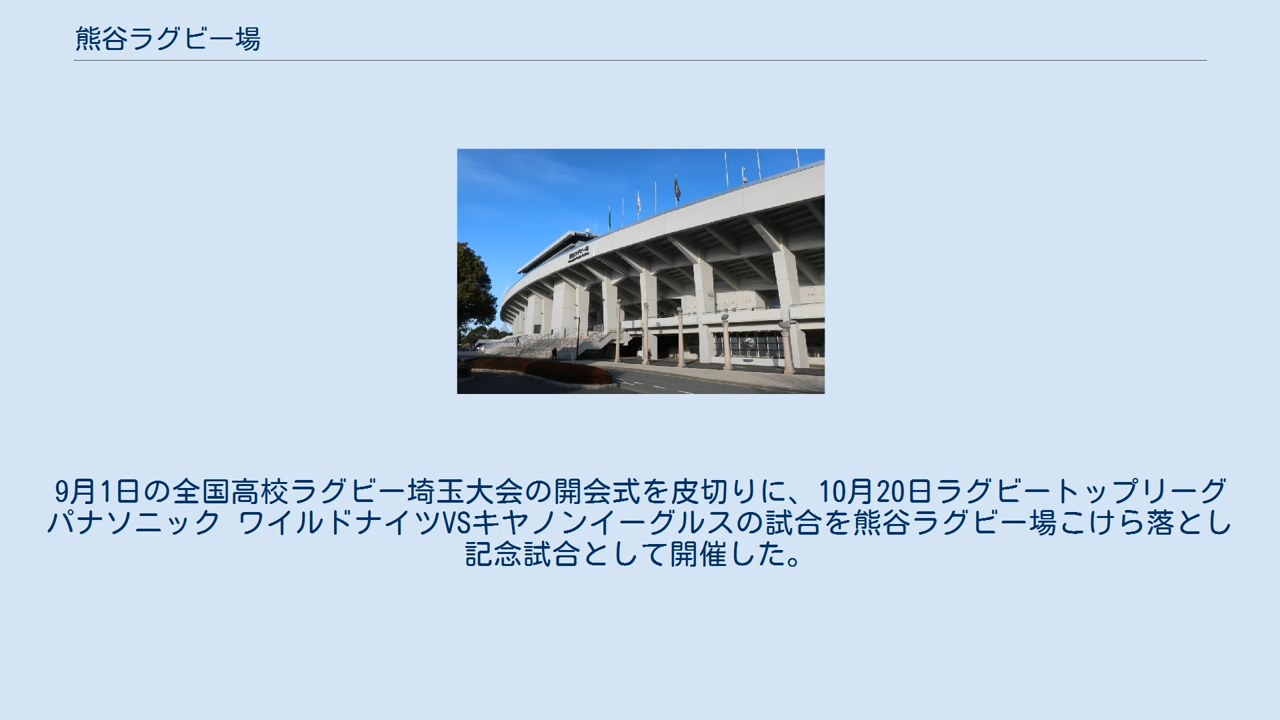 熊谷ラグビー場
9月1日の全国高校ラグビー埼玉大会の開会式を皮切りに、10月20日ラグビートップリーグ
パナソニック ワイルドナイツVSキヤノンイーグルスの試合を熊谷ラグビー場こけら落とし
記念試合として開催した。